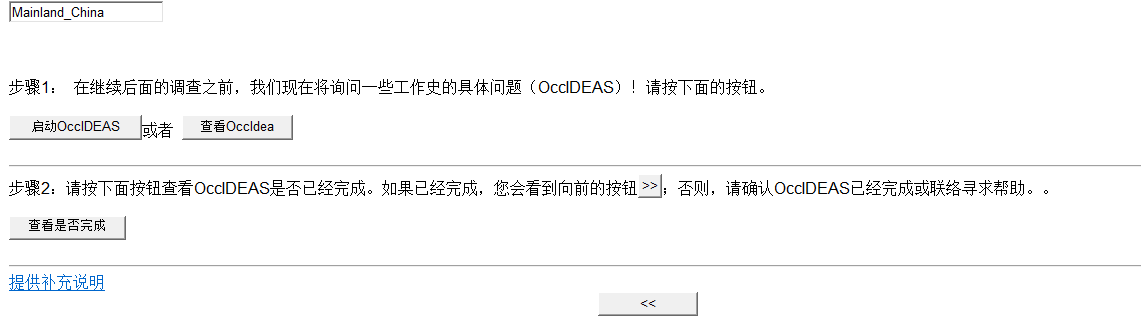 Mainland_China
步骤1： 在继续后面的调查之前，我们现在将询问一些工作史的具体问题（OccIDEAS）！请按下面的按钮。
启动OccIDEAS 或者 查看OccIdea
步骤2：请按下面按钮查看OccIDEAS是否已经完成。如果已经完成，您会看到向前的按钮 >> ；否则，请确认OccIDEAS已经完成或联络寻求帮助。。
查看是否完成
提供补充说明
<<